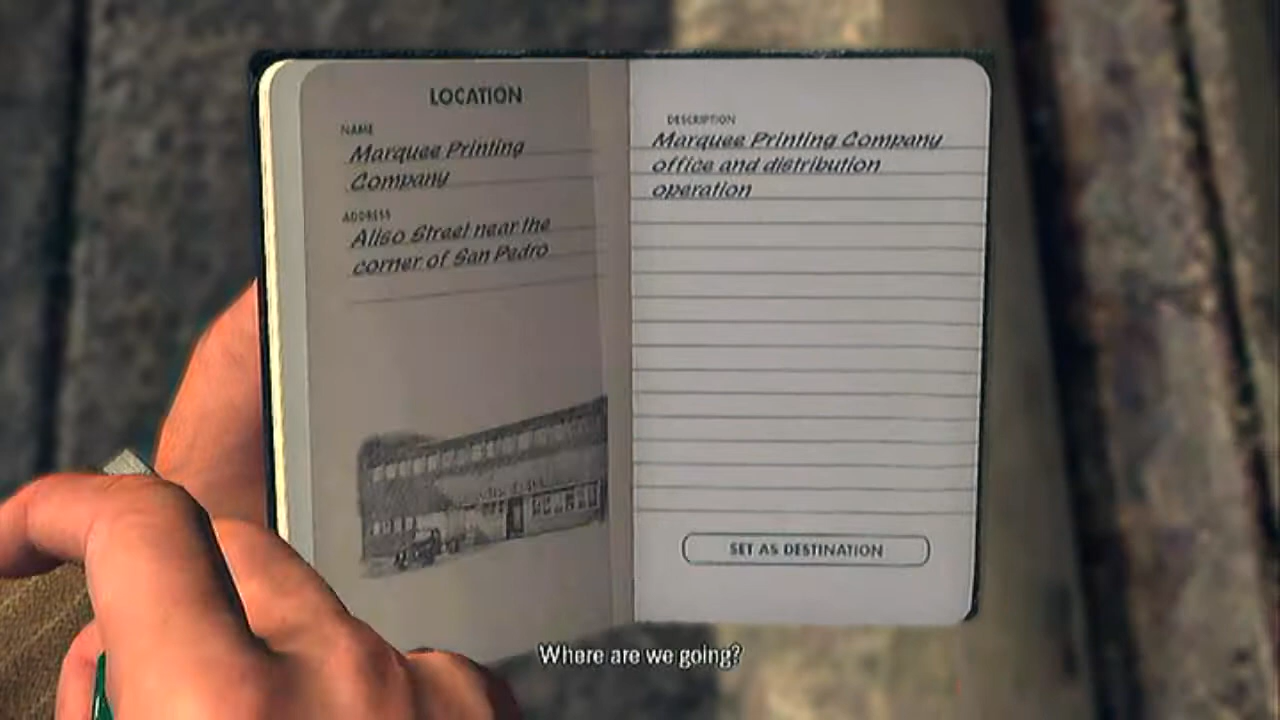 LOCATION
NAME
Marquee Printing
Company
ADDRESS
Aliso Street near the
corner of San Pedro
DESCRIPTION
Marquee Printing Company
office and distribution
operation
SET AS DESTINATION
Where are we going?